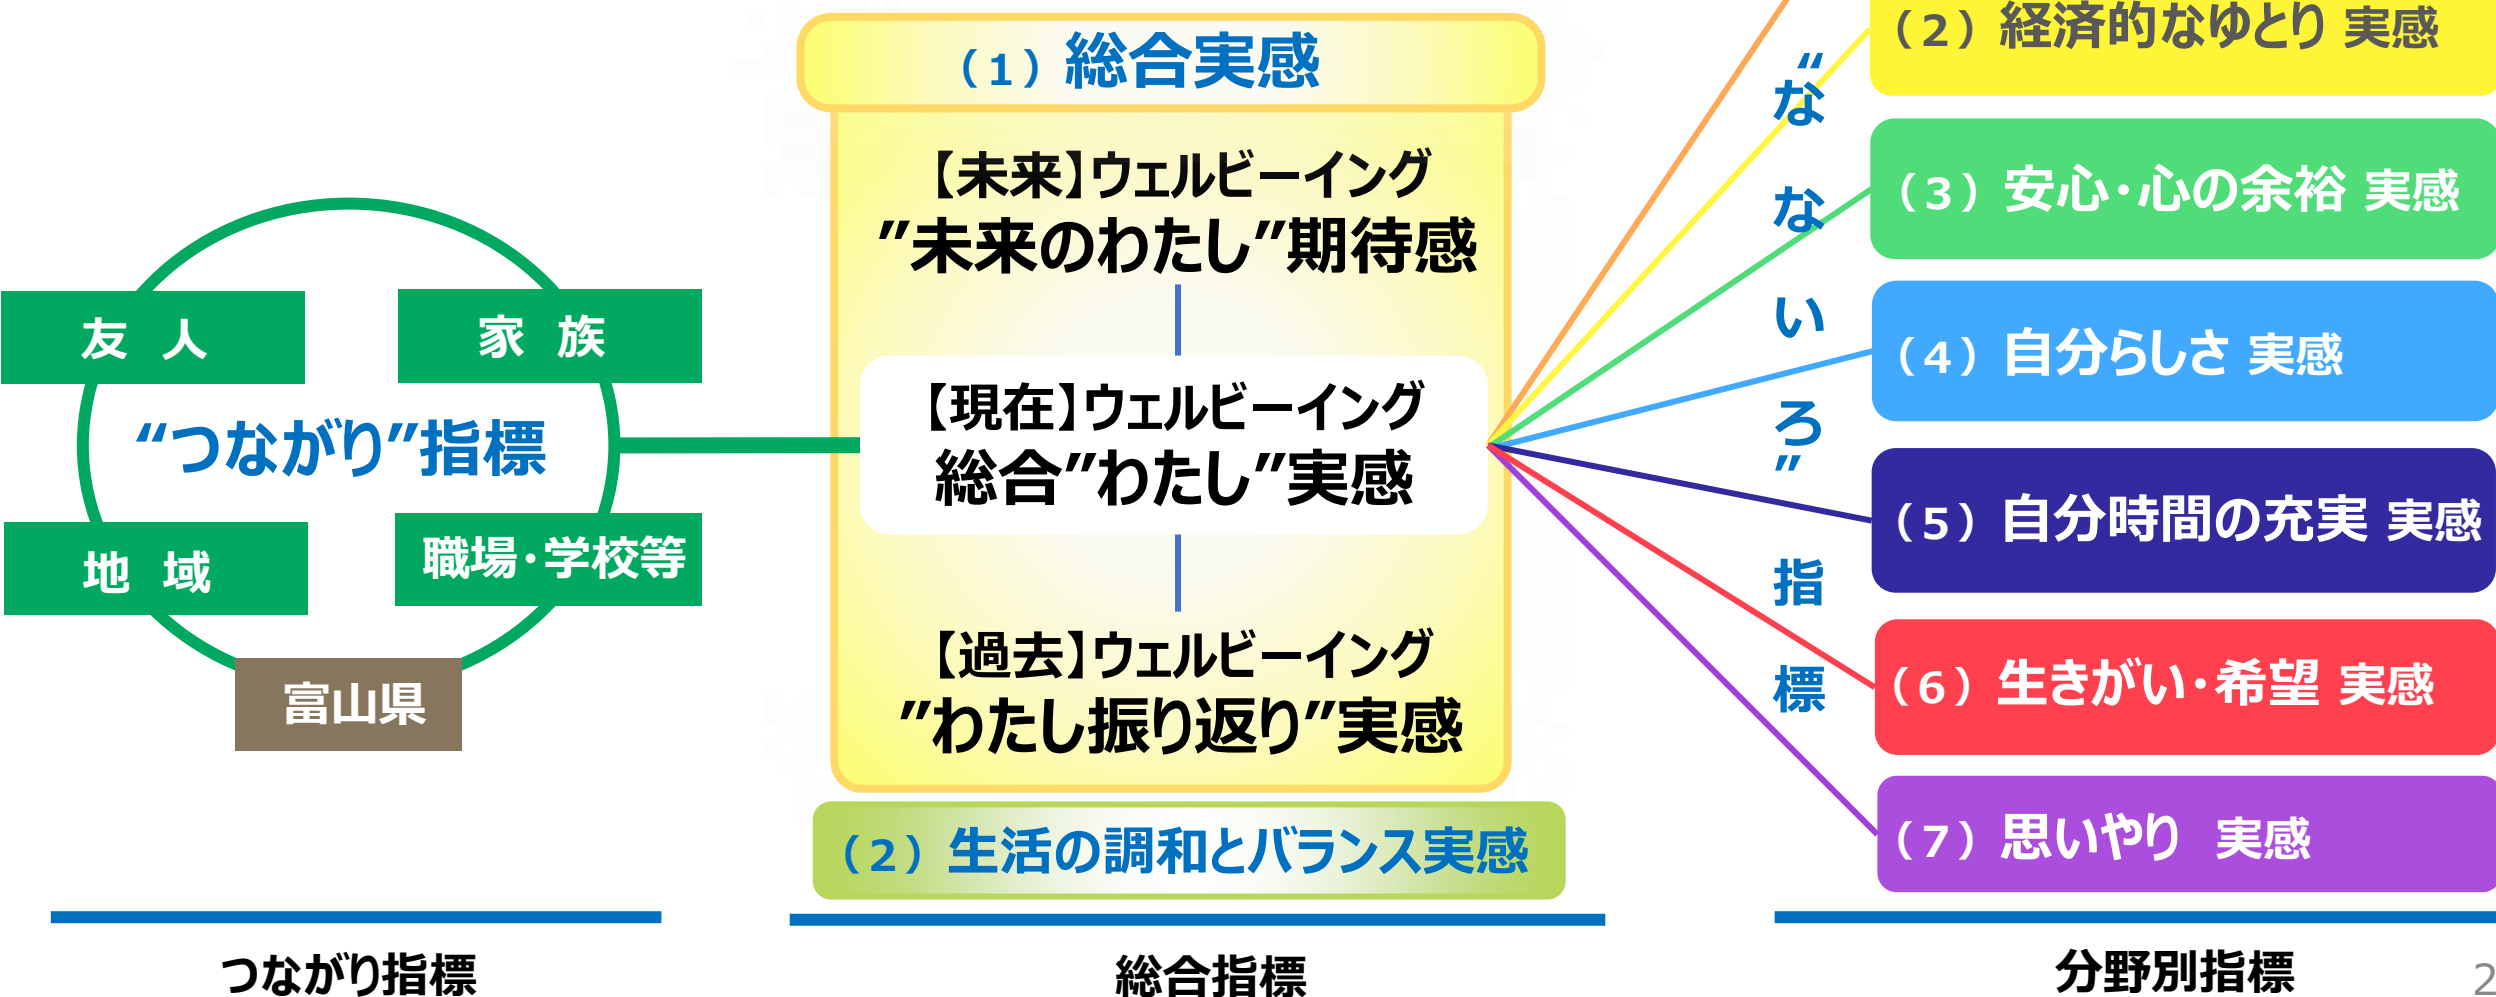 友 人
家 族
"つながり"指標
地 域
職場・学校等
富山県
つながり指標
（1）総合実感
【未来】ウェルビーイング
"未来のわたし"期待感
【現在】ウェルビーイング
総合"わたし"実感
【過去】ウェルビーイング
"わたし振り返り"実感
（2）生活の調和とバランス実感
総合指標
"なないろ"指標
（2）経済的なゆとり 実感
（3）安心・心の余裕 実感
（4）自分らしさ 実感
（5）自分時間の充実 実感
（6）生きがい・希望 実感
（7）思いやり 実感
分野別指標
2